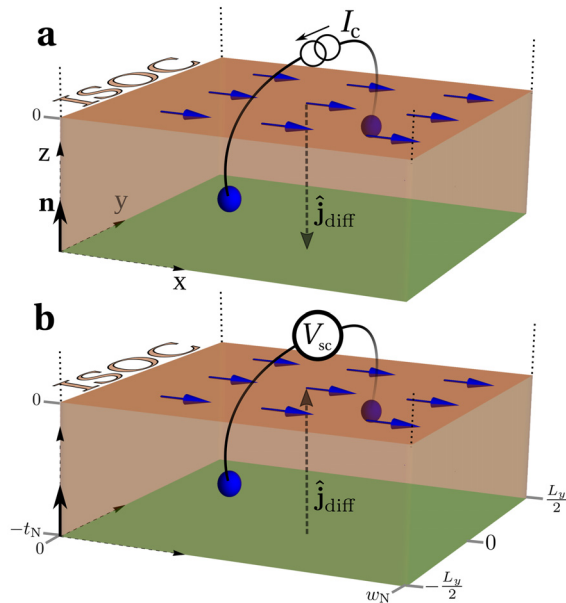 a
I_c
ISOC
0
z
n
y
ĵ_diff
x
b
V_sc
ISOC
0
ĵ_diff
−t_N
0
L_y/2
0
w_N
−L_y/2